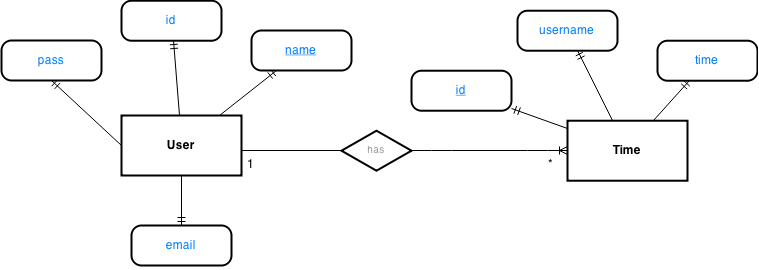 id
username
pass
name
time
id
User
has
Time
1
*
email